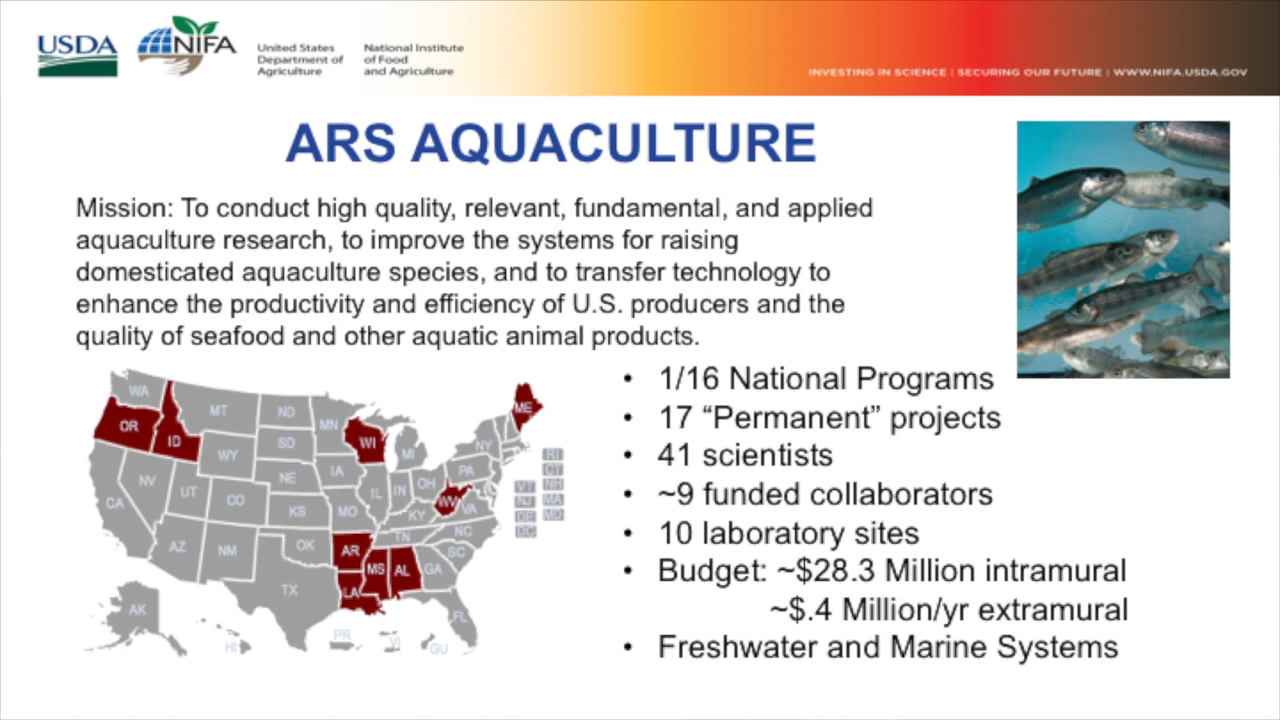 USDA
NIFA
United States
Department of
Agriculture
National Institute
of Food
and Agriculture
INVESTING IN SCIENCE | SECURING OUR FUTURE | WWW.NIFA.USDA.GOV
ARS AQUACULTURE
Mission: To conduct high quality, relevant, fundamental, and applied
aquaculture research, to improve the systems for raising
domesticated aquaculture species, and to transfer technology to
enhance the productivity and efficiency of U.S. producers and the
quality of seafood and other aquatic animal products.
WA
MT
ND
MN
ME
OR
ID
SD
WI
WY
MI
NY
RI
CT
NV
NE
IA
PA
NH
VT
CA
UT
CO
IL
IN
OH
WV
VA
NJ
MA
KS
MO
KY
DE
MD
DC
AZ
NM
OK
AR
TN
NC
SC
TX
MS
AL
GA
LA
AK
FL
HI
PR
VI
GU
• 1/16 National Programs
• 17 “Permanent” projects
• 41 scientists
• ~9 funded collaborators
• 10 laboratory sites
• Budget: ~$28.3 Million intramural
~$.4 Million/yr extramural
• Freshwater and Marine Systems